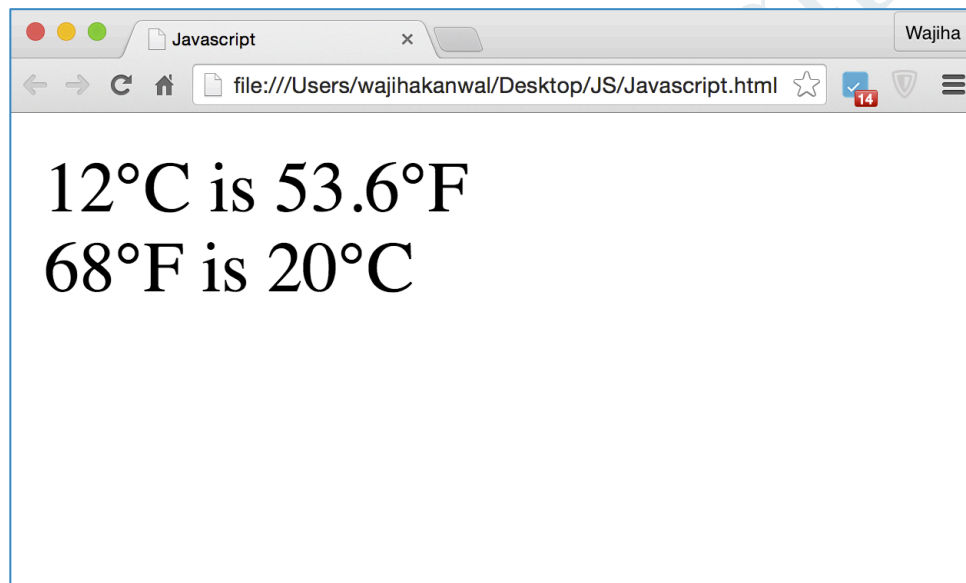 Javascript
Wajiha
file:///Users/wajihakanwal/Desktop/JS/Javascript.html
14
12°C is 53.6°F
68°F is 20°C